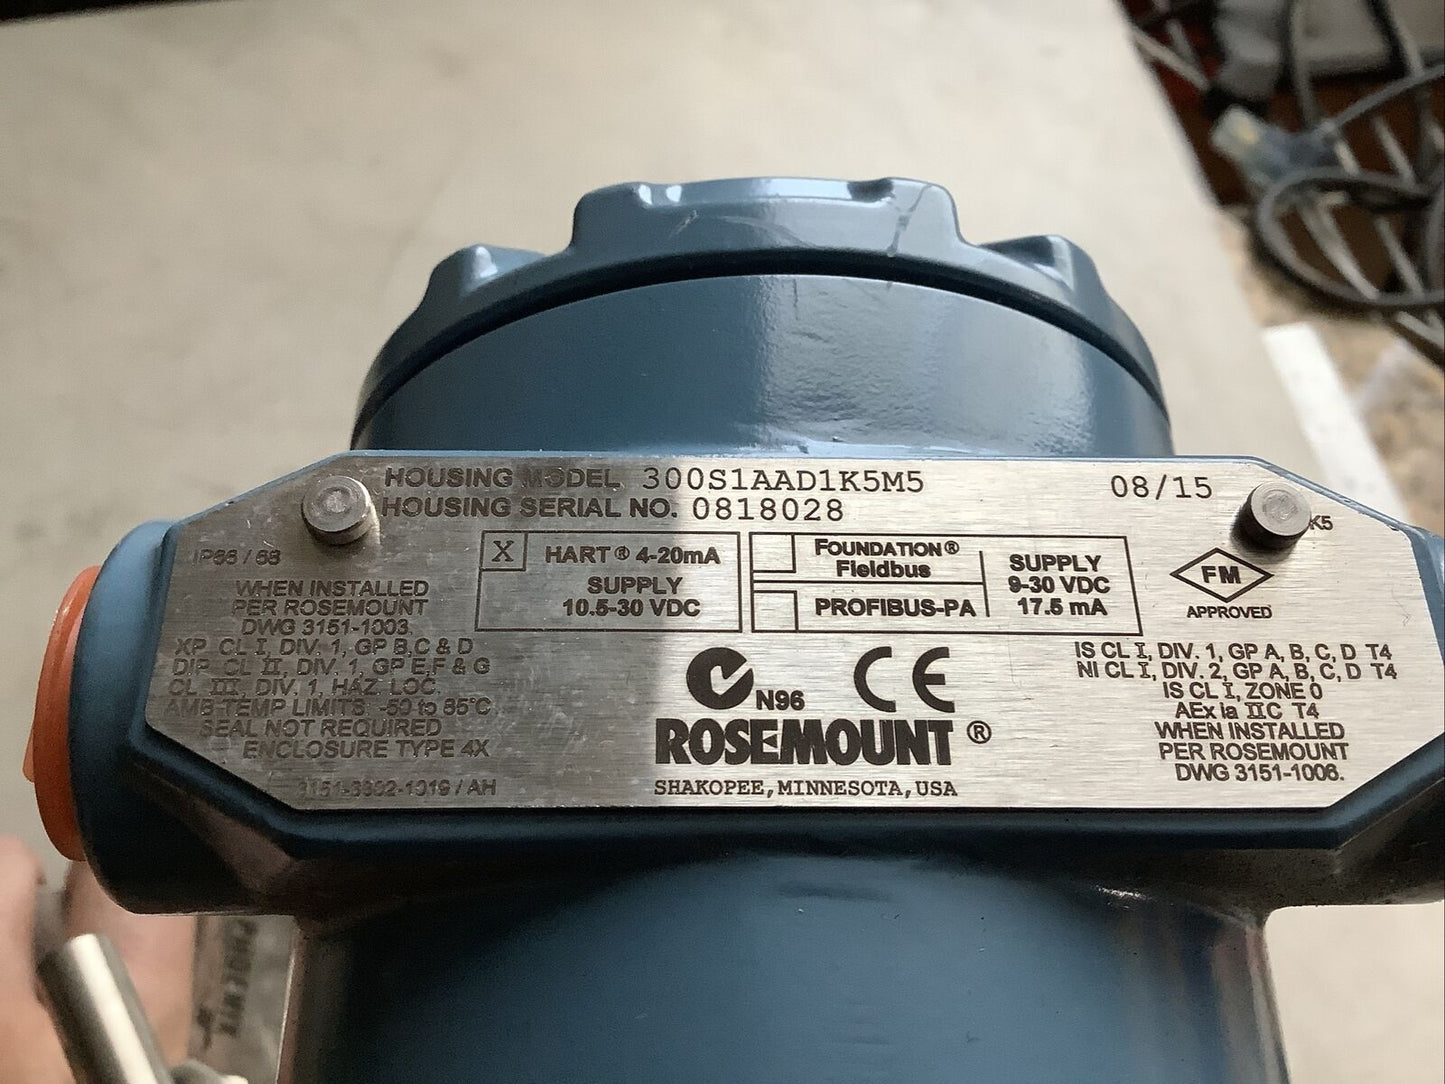 HOUSING MODEL 300S1AAD1K5M5
08/15
HOUSING SERIAL NO. 0818028
K5
IP66 / 68
WHEN INSTALLED
PER ROSEMOUNT
DWG 3151-1003.
XP CL I, DIV. 1, GP B,C & D
DIP CL II, DIV. 1, GP E,F & G
CL III, DIV. 1, HAZ. LOC.
AMB TEMP LIMITS -50 to 85°C
SEAL NOT REQUIRED
ENCLOSURE TYPE 4X
/ AH
X HART® 4-20mA
SUPPLY
10.5-30 VDC
FOUNDATION®
Fieldbus
PROFIBUS-PA
SUPPLY
9-30 VDC
17.5 mA
FM
APPROVED
N96 CE
ROSEMOUNT®
SHAKOPEE, MINNESOTA, USA
IS CL I, DIV. 1, GP A, B, C, D T4
NI CL I, DIV. 2, GP A, B, C, D T4
IS CL I, ZONE 0
AEx ia IIC T4
WHEN INSTALLED
PER ROSEMOUNT
DWG 3151-1006.